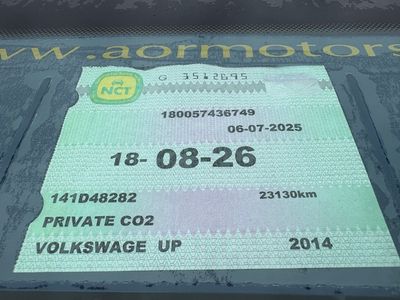 www.aormotors
G 3512695
NCT
180057436749
06-07-2025
18-08-26
141D48282 23130km
PRIVATE CO2
VOLKSWAGE UP 2014